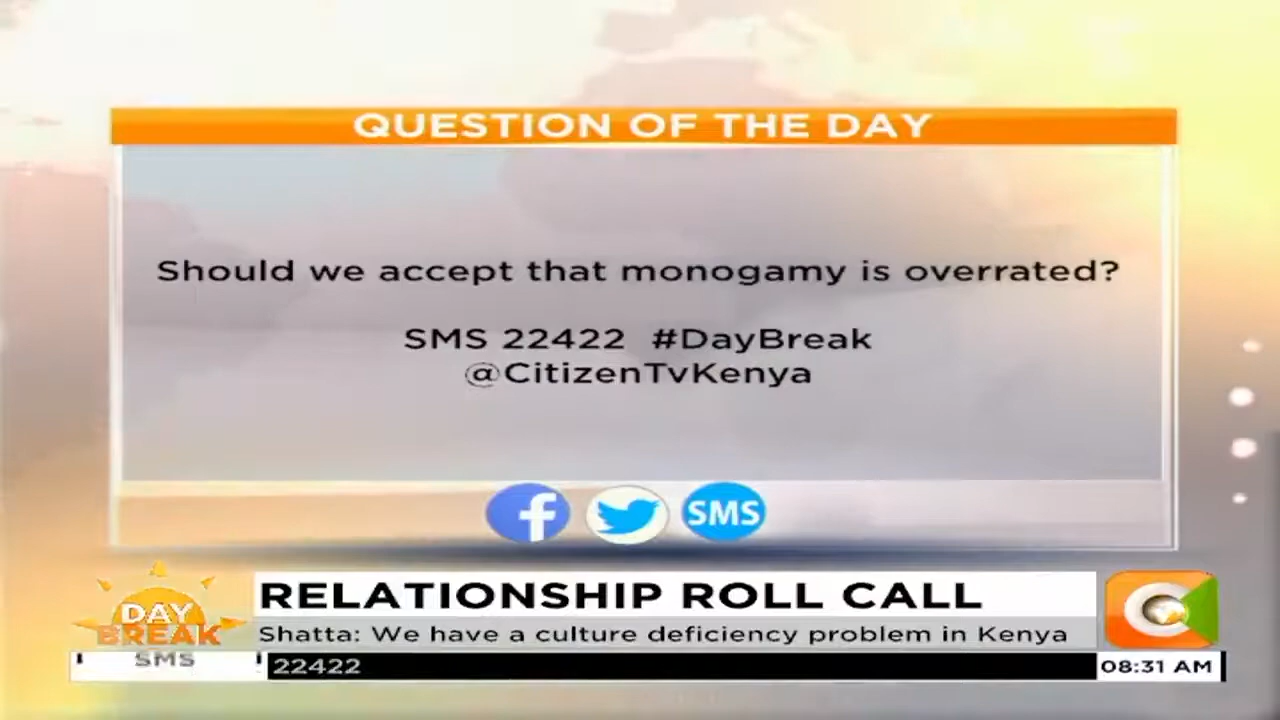 QUESTION OF THE DAY
Should we accept that monogamy is overrated?
SMS 22422 #DayBreak
@CitizenTvKenya
f
SMS
RELATIONSHIP ROLL CALL
DAY
BREAK
Shatta: We have a culture deficiency problem in Kenya
SMS
22422
08:31 AM